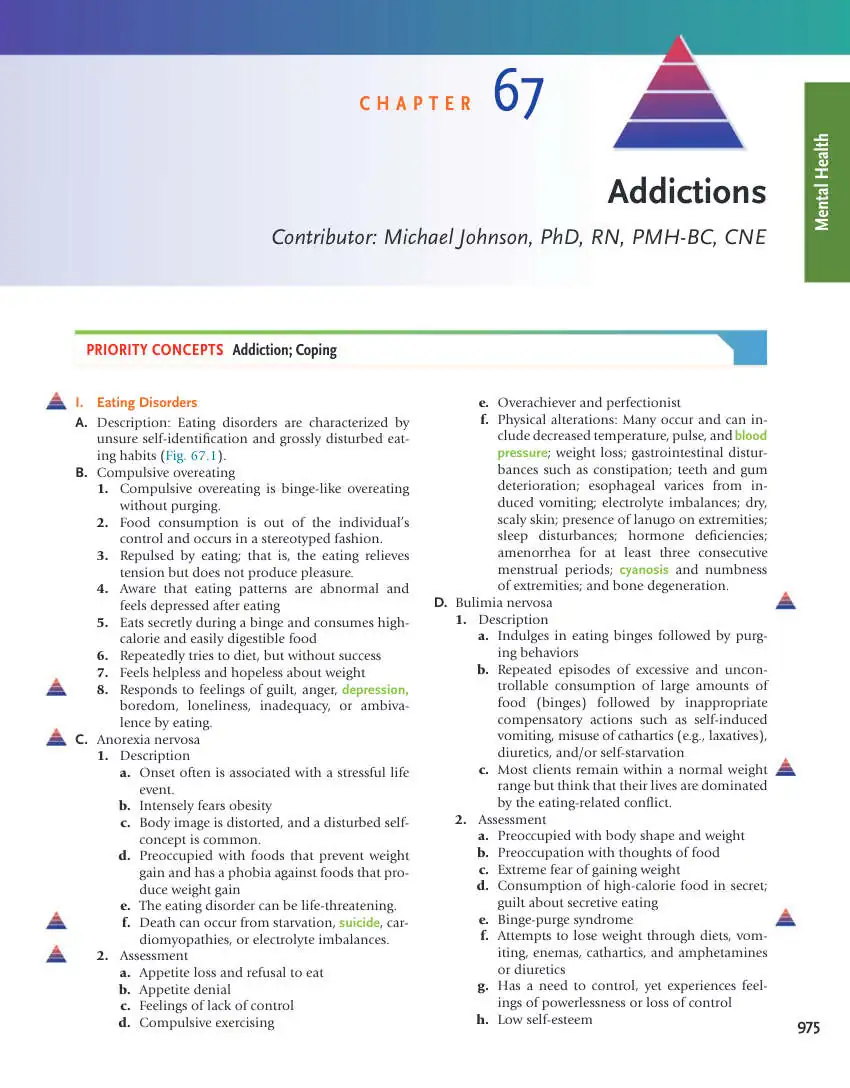 CHAPTER 67
Mental Health
Addictions
Contributor: Michael Johnson, PhD, RN, PMH-BC, CNE
PRIORITY CONCEPTS Addiction; Coping
I. Eating Disorders
A. Description: Eating disorders are characterized by
unsure self-identification and grossly disturbed eat-
ing habits (Fig. 67.1).
B. Compulsive overeating
1. Compulsive overeating is binge-like overeating
without purging.
2. Food consumption is out of the individual's
control and occurs in a stereotyped fashion.
3. Repulsed by eating; that is, the eating relieves
tension but does not produce pleasure.
4. Aware that eating patterns are abnormal and
feels depressed after eating
5. Eats secretly during a binge and consumes high-
calorie and easily digestible food
6. Repeatedly tries to diet, but without success
7. Feels helpless and hopeless about weight
8. Responds to feelings of guilt, anger, depression,
boredom, loneliness, inadequacy, or ambiva-
lence by eating.
C. Anorexia nervosa
1. Description
a. Onset often is associated with a stressful life
event.
b. Intensely fears obesity
c. Body image is distorted, and a disturbed self-
concept is common.
d. Preoccupied with foods that prevent weight
gain and has a phobia against foods that pro-
duce weight gain
e. The eating disorder can be life-threatening.
f. Death can occur from starvation, suicide, car-
diomyopathies, or electrolyte imbalances.
2. Assessment
a. Appetite loss and refusal to eat
b. Appetite denial
c. Feelings of lack of control
d. Compulsive exercising
e. Overachiever and perfectionist
f. Physical alterations: Many occur and can in-
clude decreased temperature, pulse, and blood
pressure; weight loss; gastrointestinal distur-
bances such as constipation; teeth and gum
deterioration; esophageal varices from in-
duced vomiting; electrolyte imbalances; dry,
scaly skin; presence of lanugo on extremities;
sleep disturbances; hormone deficiencies;
amenorrhea for at least three consecutive
menstrual periods; cyanosis and numbness
of extremities; and bone degeneration.
D. Bulimia nervosa
1. Description
a. Indulges in eating binges followed by purg-
ing behaviors
b. Repeated episodes of excessive and uncon-
trollable consumption of large amounts of
food (binges) followed by inappropriate
compensatory actions such as self-induced
vomiting, misuse of cathartics (e.g., laxatives),
diuretics, and/or self-starvation
c. Most clients remain within a normal weight
range but think that their lives are dominated
by the eating-related conflict.
2. Assessment
a. Preoccupied with body shape and weight
b. Preoccupation with thoughts of food
c. Extreme fear of gaining weight
d. Consumption of high-calorie food in secret;
guilt about secretive eating
e. Binge-purge syndrome
f. Attempts to lose weight through diets, vom-
iting, enemas, cathartics, and amphetamines
or diuretics
g. Has a need to control, yet experiences feel-
ings of powerlessness or loss of control
h. Low self-esteem
975